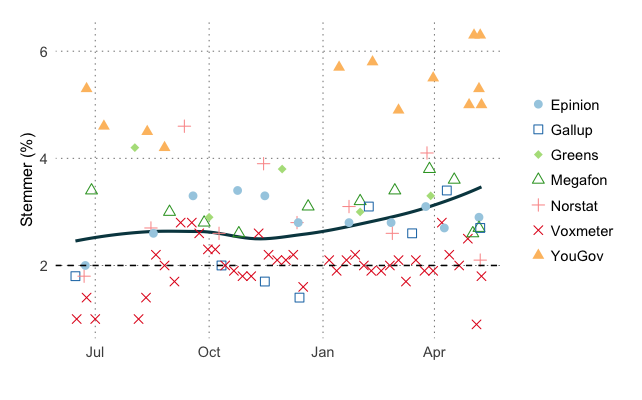 Stemmer (%)
6
4
2
Jul
Oct
Jan
Apr
Epinion
Gallup
Greens
Megafon
Norstat
Voxmeter
YouGov